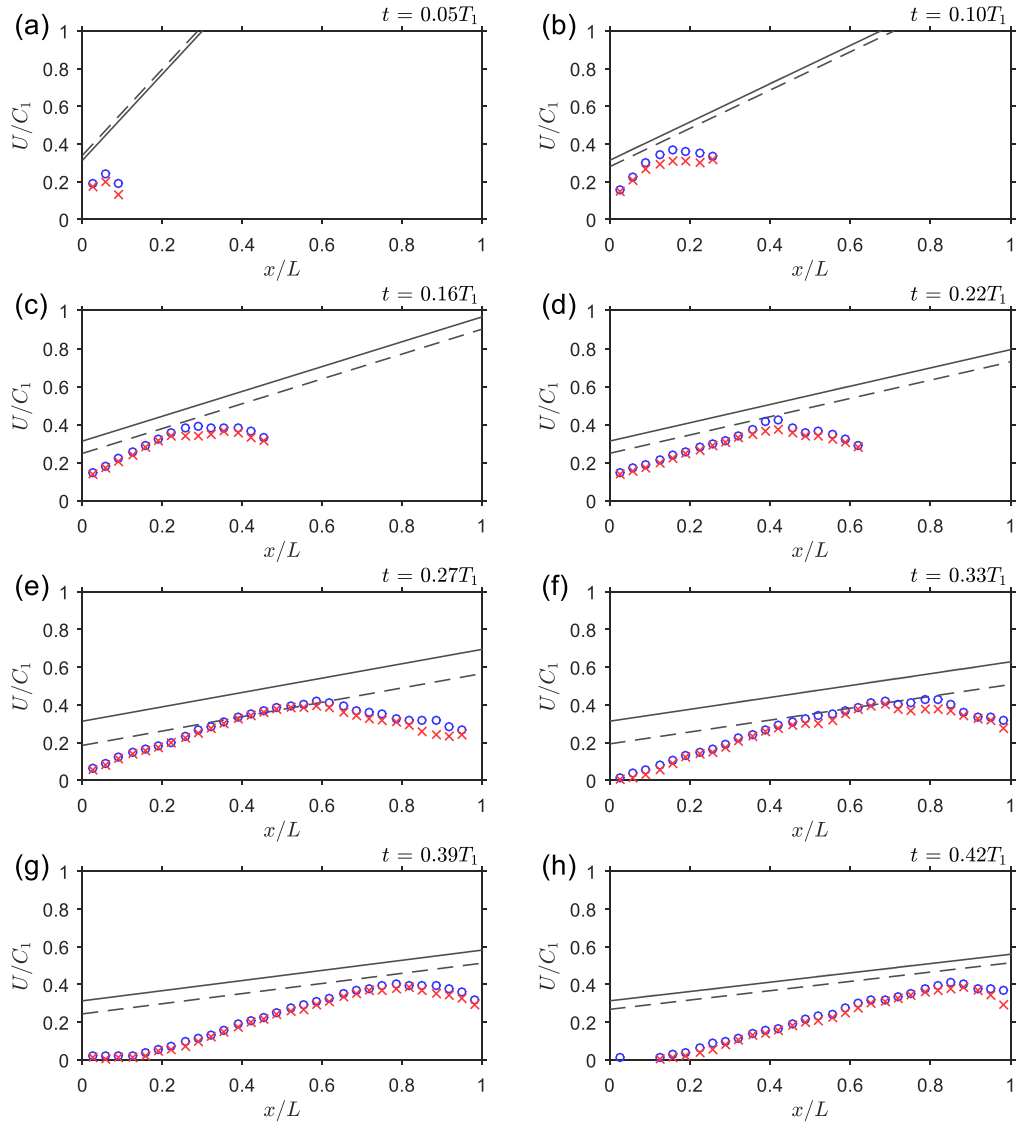 (a) t = 0.05T₁
1
0.8
0.6
0.4
0.2
0
U/C₁
0 0.2 0.4 0.6 0.8 1
x/L
(b) t = 0.10T₁
1
0.8
0.6
0.4
0.2
0
U/C₁
0 0.2 0.4 0.6 0.8 1
x/L
(c) t = 0.16T₁
1
0.8
0.6
0.4
0.2
0
U/C₁
0 0.2 0.4 0.6 0.8 1
x/L
(d) t = 0.22T₁
1
0.8
0.6
0.4
0.2
0
U/C₁
0 0.2 0.4 0.6 0.8 1
x/L
(e) t = 0.27T₁
1
0.8
0.6
0.4
0.2
0
U/C₁
0 0.2 0.4 0.6 0.8 1
x/L
(f) t = 0.33T₁
1
0.8
0.6
0.4
0.2
0
U/C₁
0 0.2 0.4 0.6 0.8 1
x/L
(g) t = 0.39T₁
1
0.8
0.6
0.4
0.2
0
U/C₁
0 0.2 0.4 0.6 0.8 1
x/L
(h) t = 0.42T₁
1
0.8
0.6
0.4
0.2
0
U/C₁
0 0.2 0.4 0.6 0.8 1
x/L